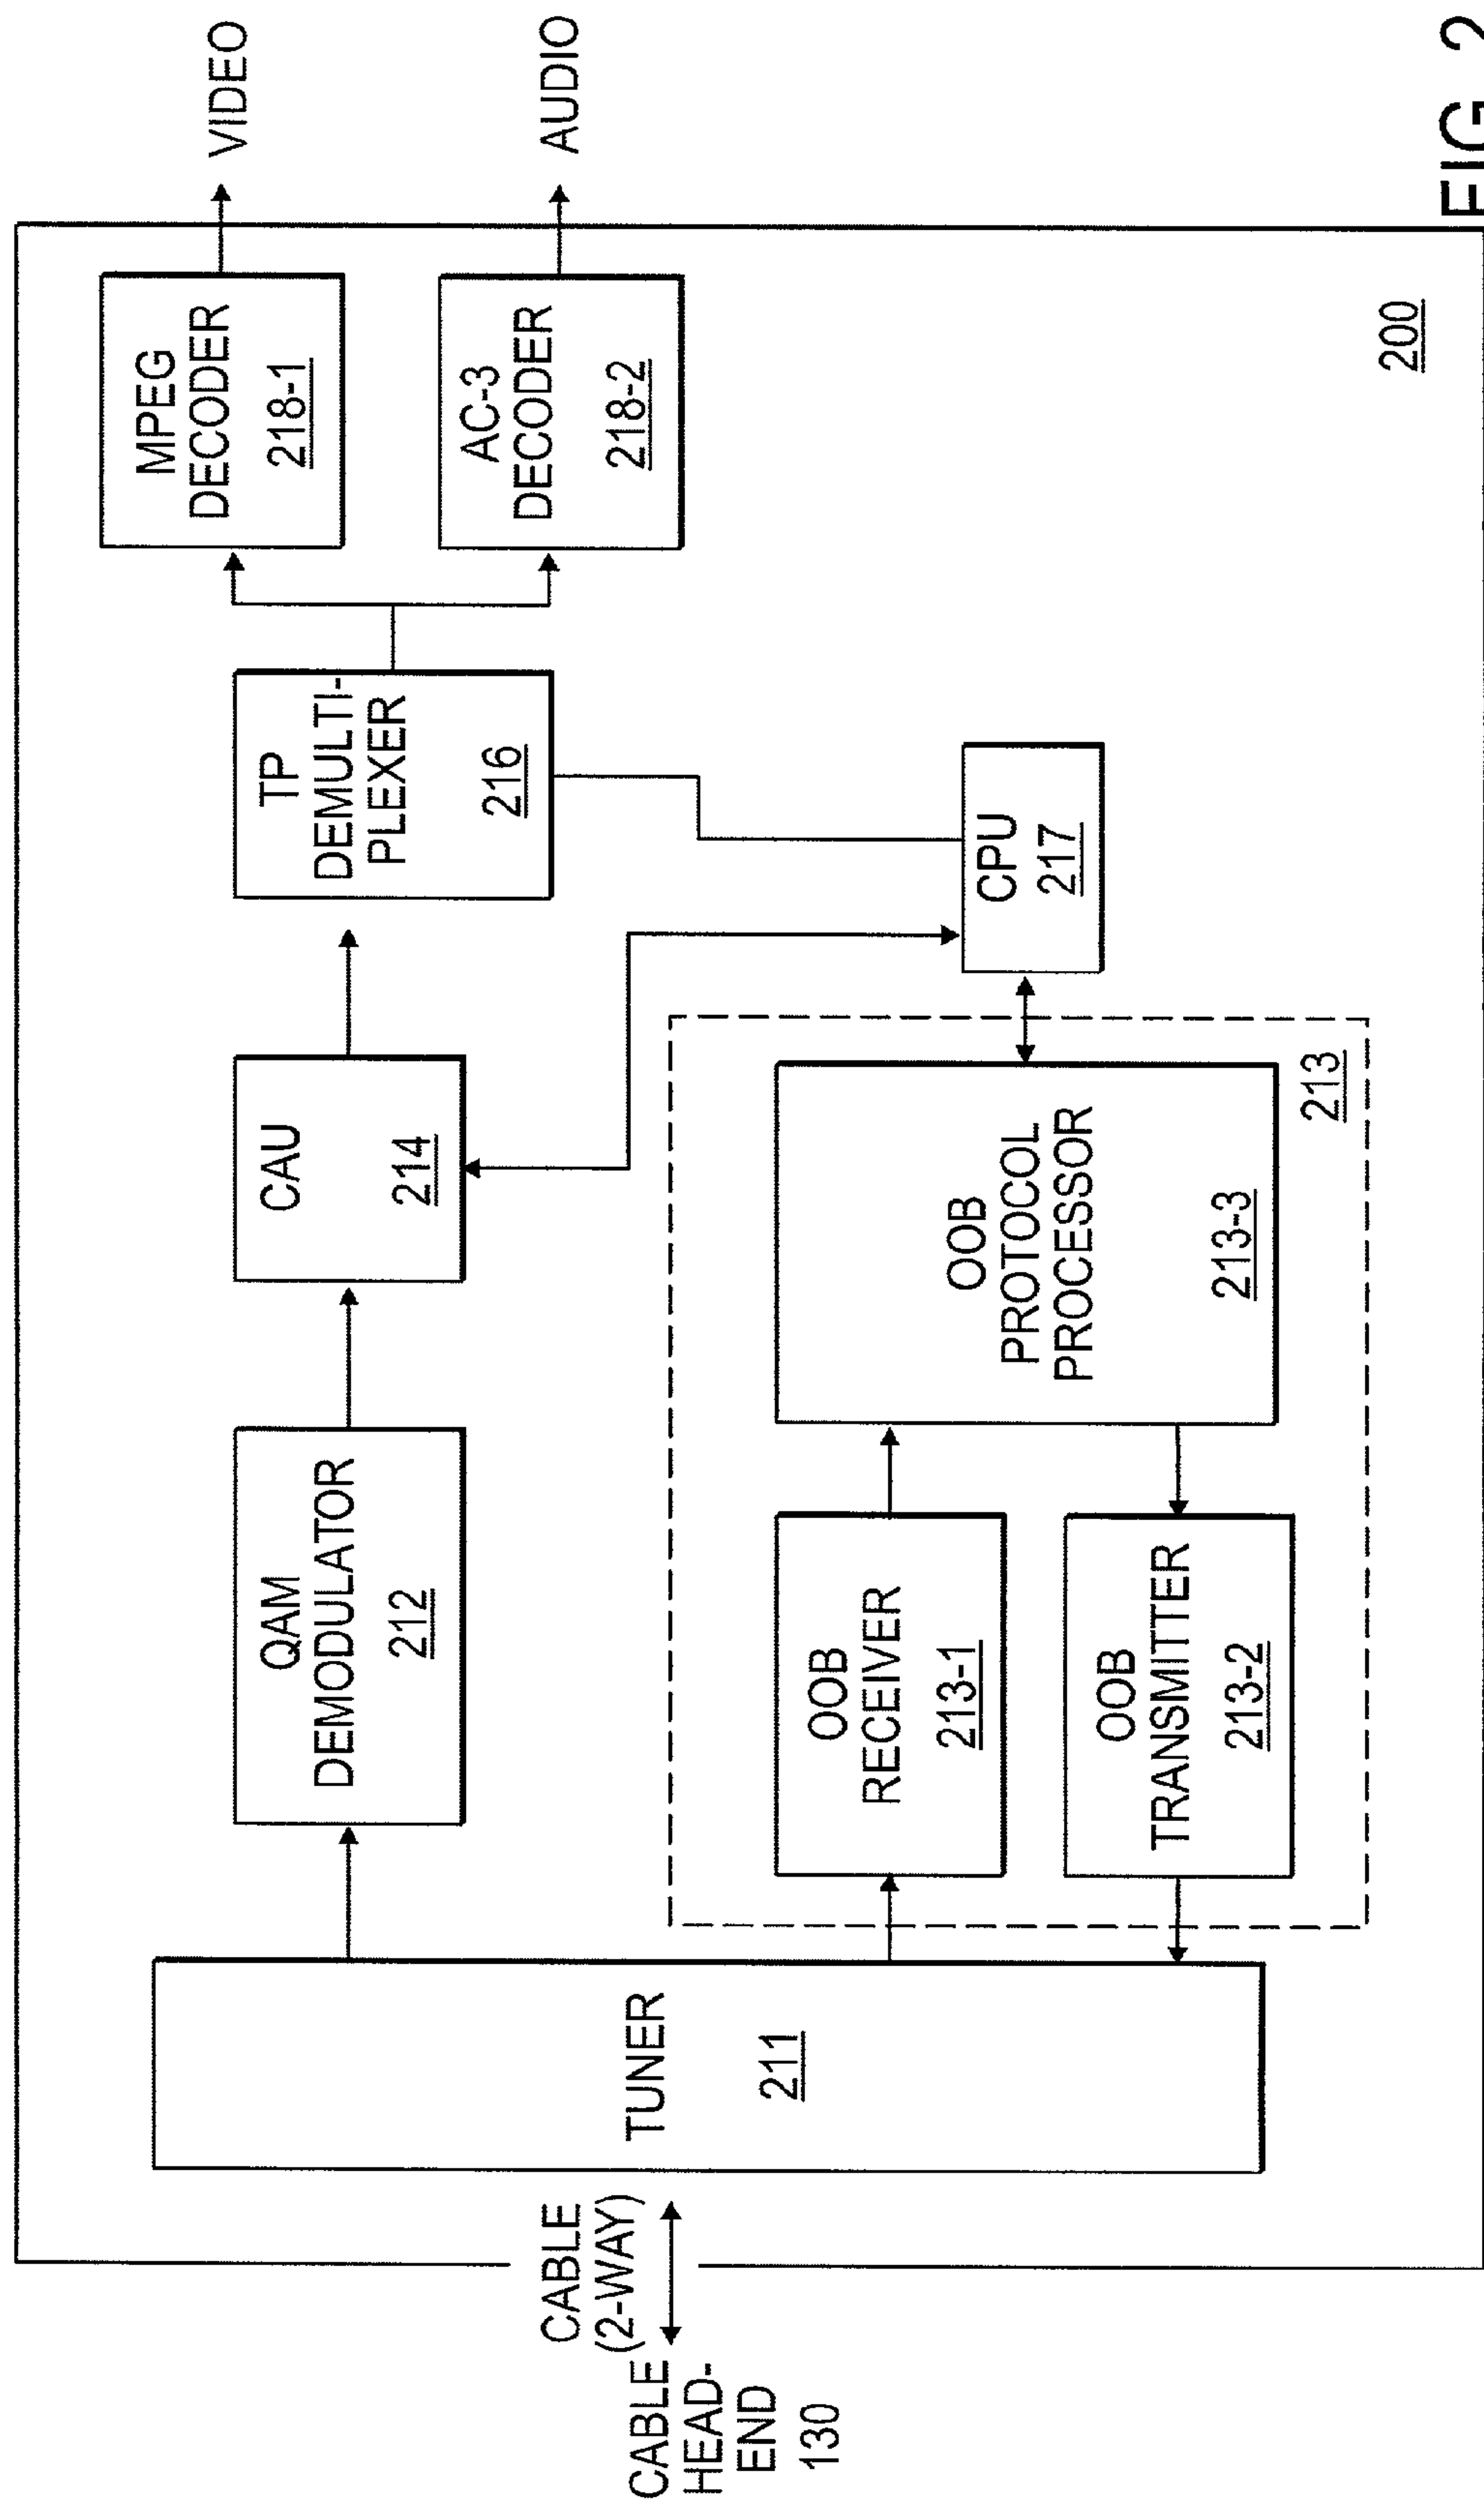 CABLE
HEAD-
END
130
CABLE
(2-WAY)
TUNER
211
QAM
DEMODULATOR
212
CAU
214
TP
DEMULTI-
PLEXER
216
MPEG
DECODER
218-1
VIDEO
AC-3
DECODER
218-2
AUDIO
OOB
RECEIVER
213-1
OOB
TRANSMITTER
213-2
OOB
PROTOCOL
PROCESSOR
213-3
213
CPU
217
200
FIG. 2